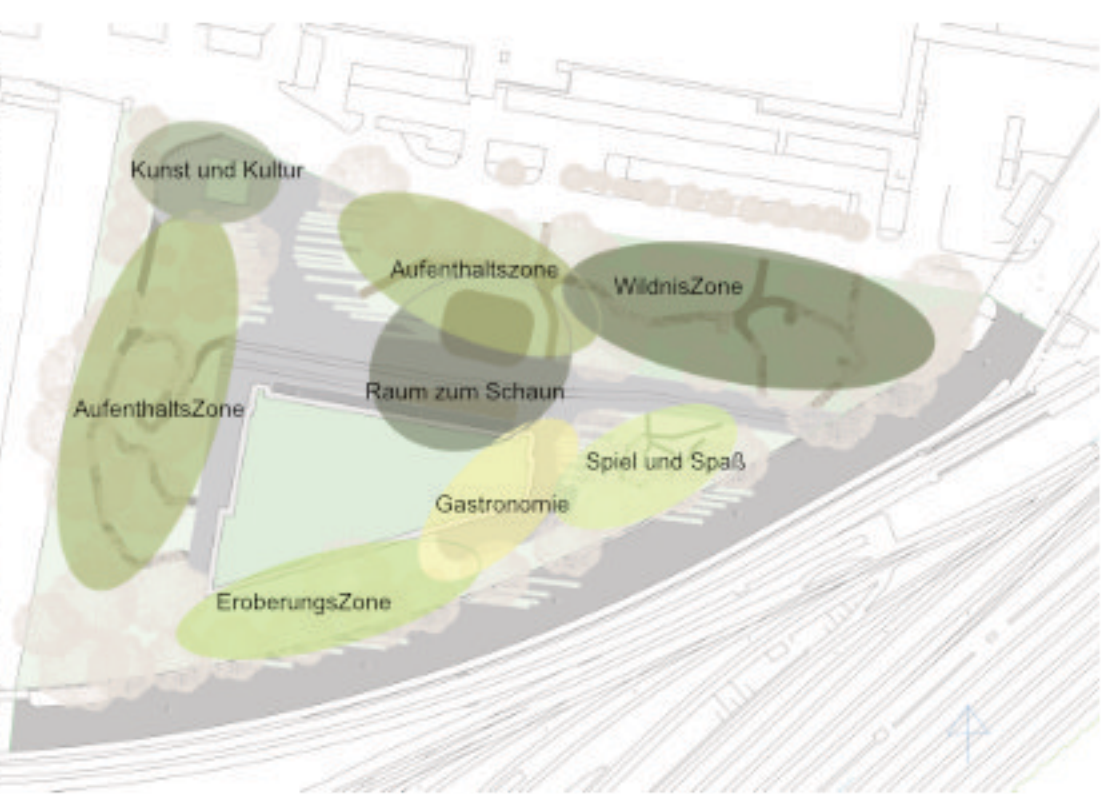 Kunst und Kultur
Aufenthaltszone
WildnisZone
Raum zum Schaun
AufenthaltsZone
Spiel und Spaß
Gastronomie
EroberungsZone